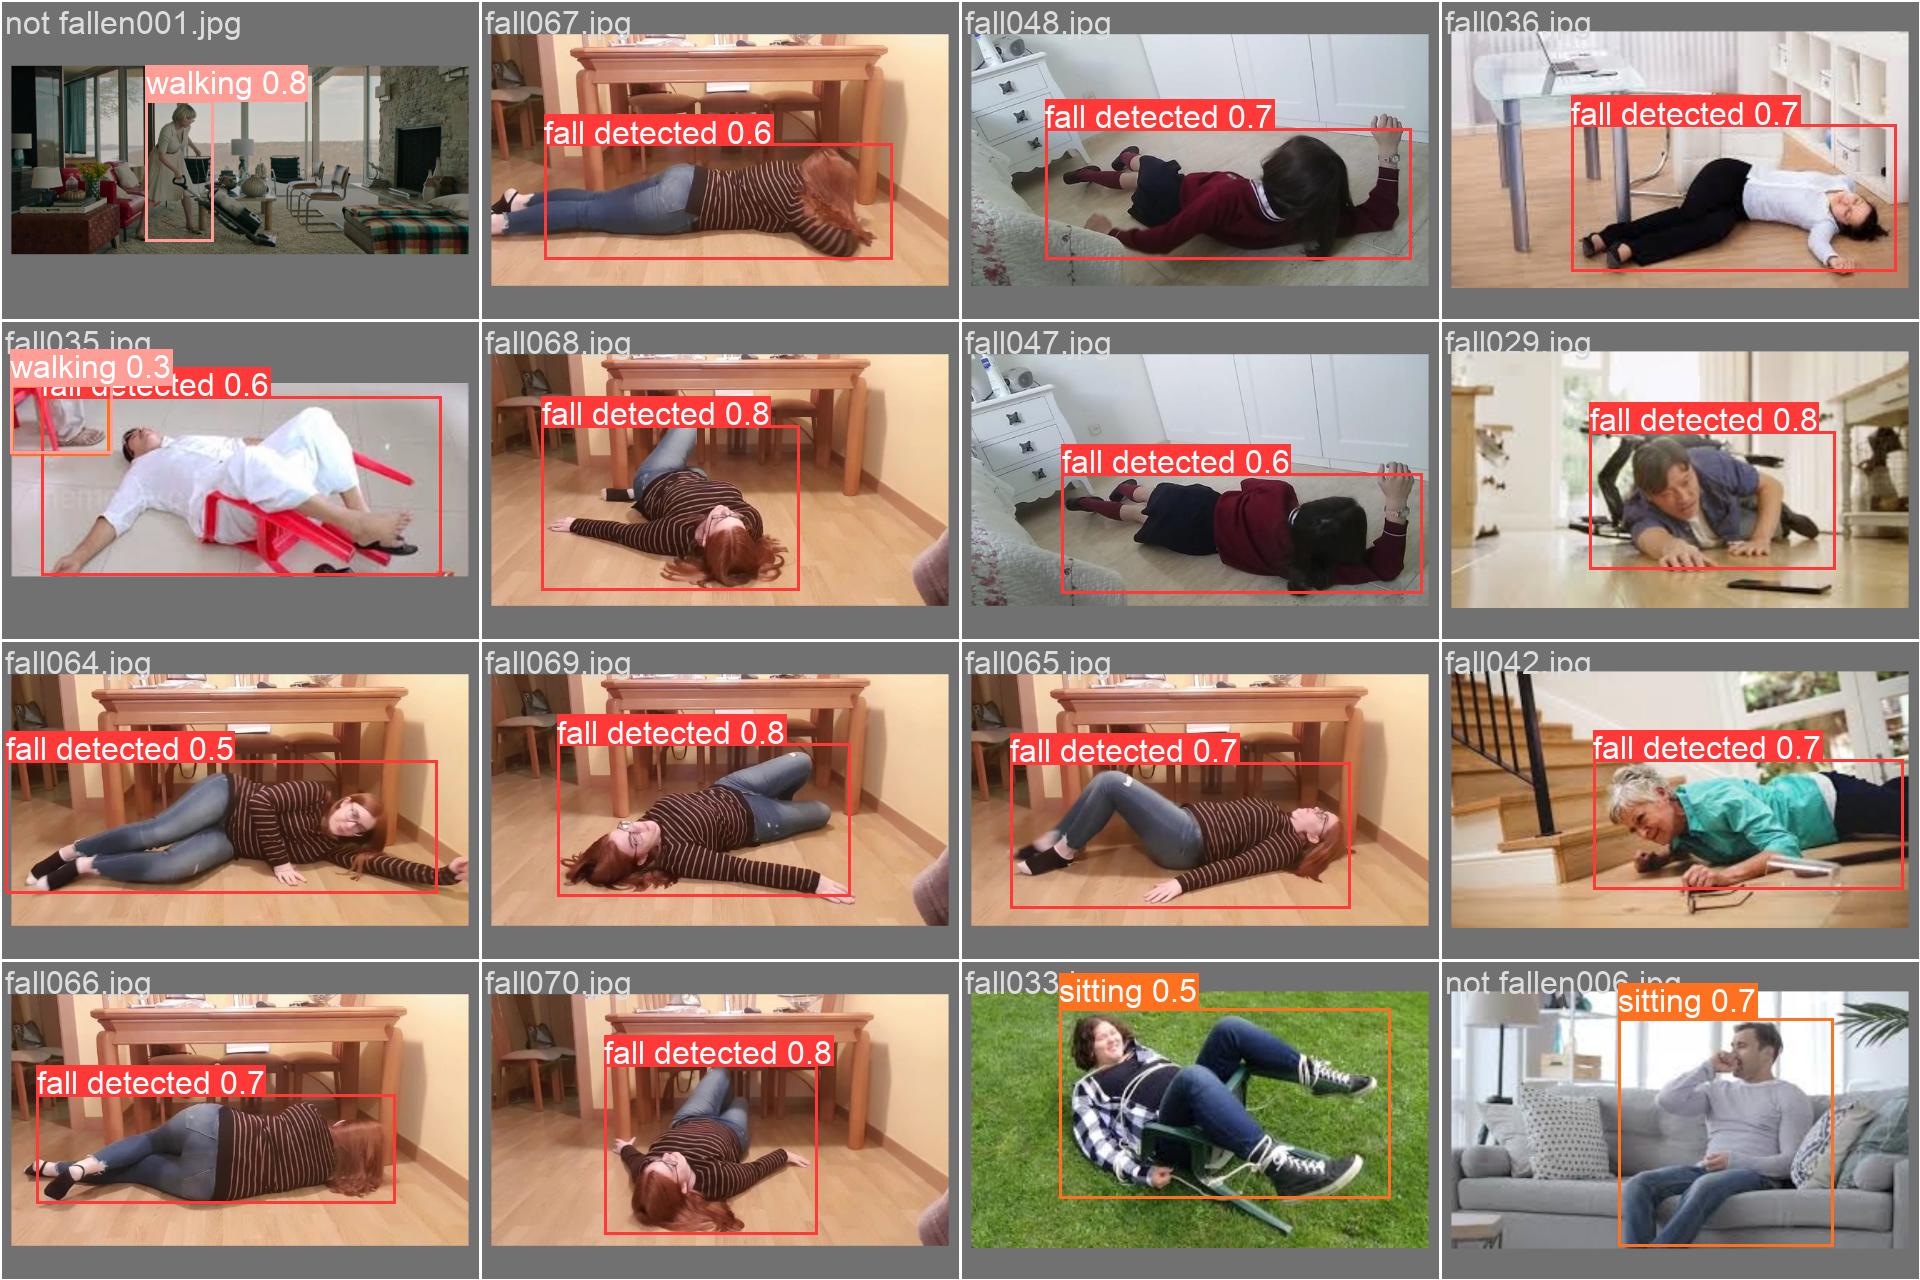 not fallen001.jpg
walking 0.8
fall067.jpg
fall detected 0.6
fall048.jpg
fall detected 0.7
fall036.jpg
fall detected 0.7
fall035.jpg
walking 0.3
fall detected 0.6
fall068.jpg
fall detected 0.8
fall047.jpg
fall detected 0.6
fall029.jpg
fall detected 0.8
fall064.jpg
fall detected 0.5
fall069.jpg
fall detected 0.8
fall065.jpg
fall detected 0.7
fall042.jpg
fall detected 0.7
fall066.jpg
fall detected 0.7
fall070.jpg
fall detected 0.8
fall033.j
sitting 0.5
not fallen006.jpg
sitting 0.7